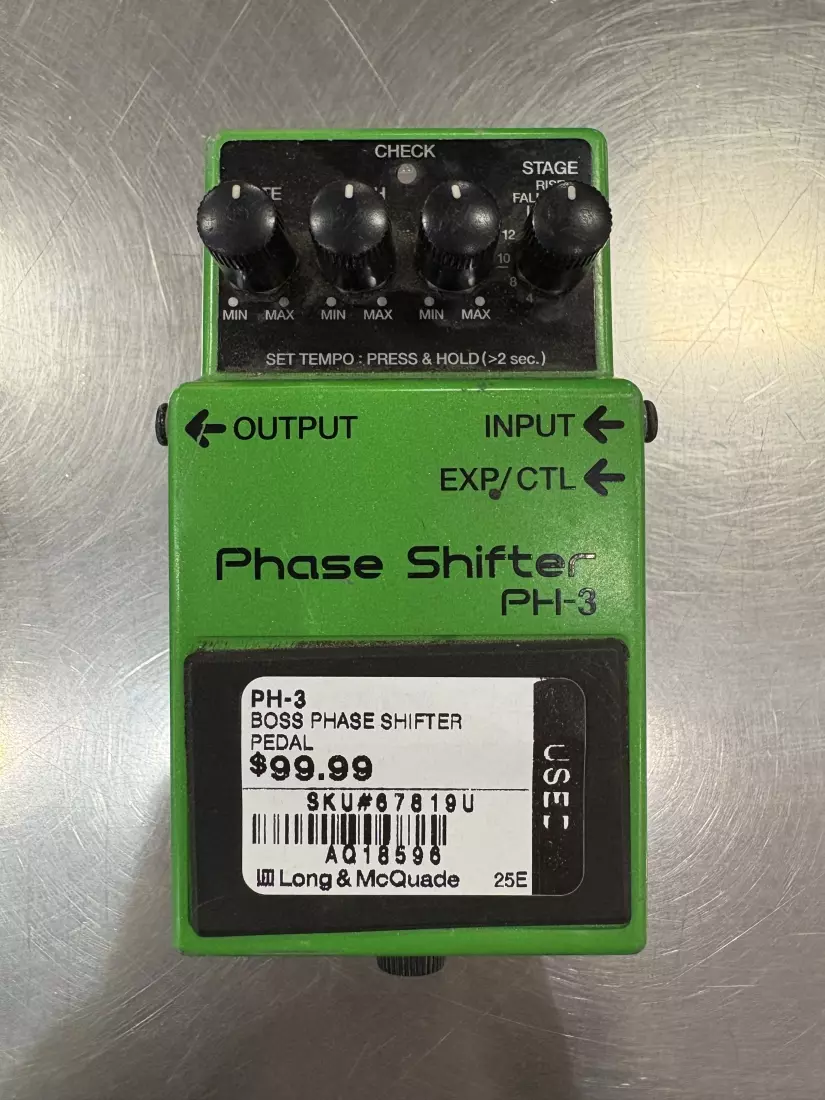 CHECK
STAGE
12
10
8
4
MIN MAX MIN MAX MIN MAX
SET TEMPO : PRESS & HOLD (>2 sec.)
OUTPUT INPUT
EXP/CTL
Phase Shifter
PH-3
PH-3
BOSS PHASE SHIFTER
PEDAL
$99.99
USED
SKU#67819U
AQ18596
Long & McQuade 25E